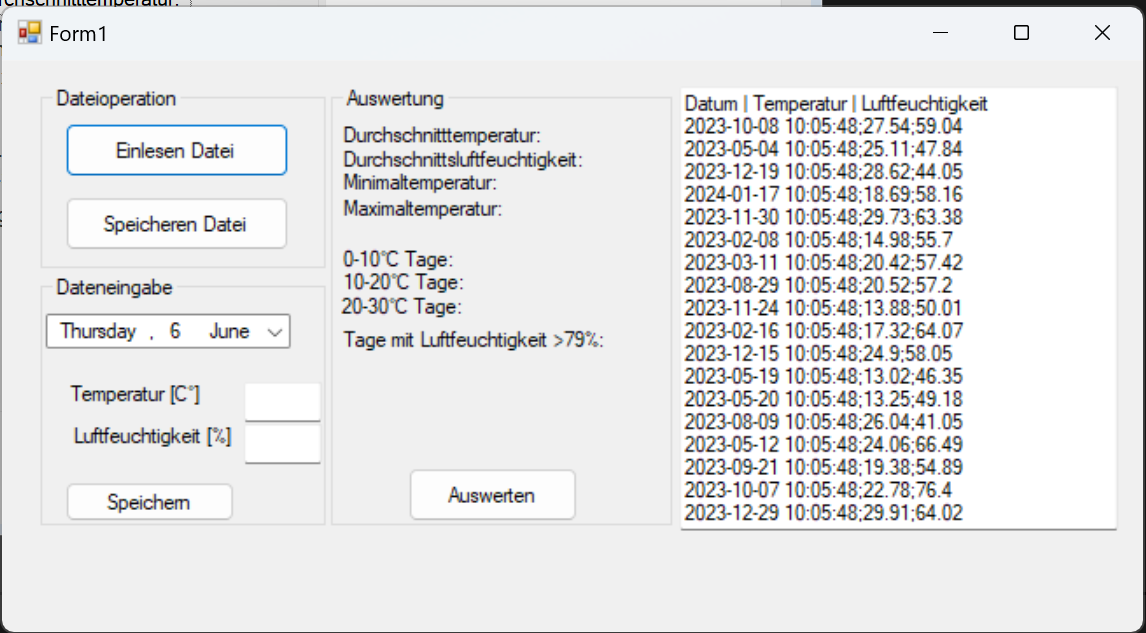 rchschnitttemperatur:
Form1
Dateioperation
Einlesen Datei
Speicheren Datei
Dateneingabe
Thursday , 6 June
Temperatur [C°]
Luftfeuchtigkeit [%]
Speichern
Auswertung
Durchschnitttemperatur:
Durchschnittsluftfeuchtigkeit:
Minimaltemperatur:
Maximaltemperatur:
0-10°C Tage:
10-20°C Tage:
20-30°C Tage:
Tage mit Luftfeuchtigkeit >79%:
Auswerten
Datum | Temperatur | Luftfeuchtigkeit
2023-10-08 10:05:48;27.54;59.04
2023-05-04 10:05:48;25.11;47.84
2023-12-19 10:05:48;28.62;44.05
2024-01-17 10:05:48;18.69;58.16
2023-11-30 10:05:48;29.73;63.38
2023-02-08 10:05:48;14.98;55.7
2023-03-11 10:05:48;20.42;57.42
2023-08-29 10:05:48;20.52;57.2
2023-11-24 10:05:48;13.88;50.01
2023-02-16 10:05:48;17.32;64.07
2023-12-15 10:05:48;24.9;58.05
2023-05-19 10:05:48;13.02;46.35
2023-05-20 10:05:48;13.25;49.18
2023-08-09 10:05:48;26.04;41.05
2023-05-12 10:05:48;24.06;66.49
2023-09-21 10:05:48;19.38;54.89
2023-10-07 10:05:48;22.78;76.4
2023-12-29 10:05:48;29.91;64.02